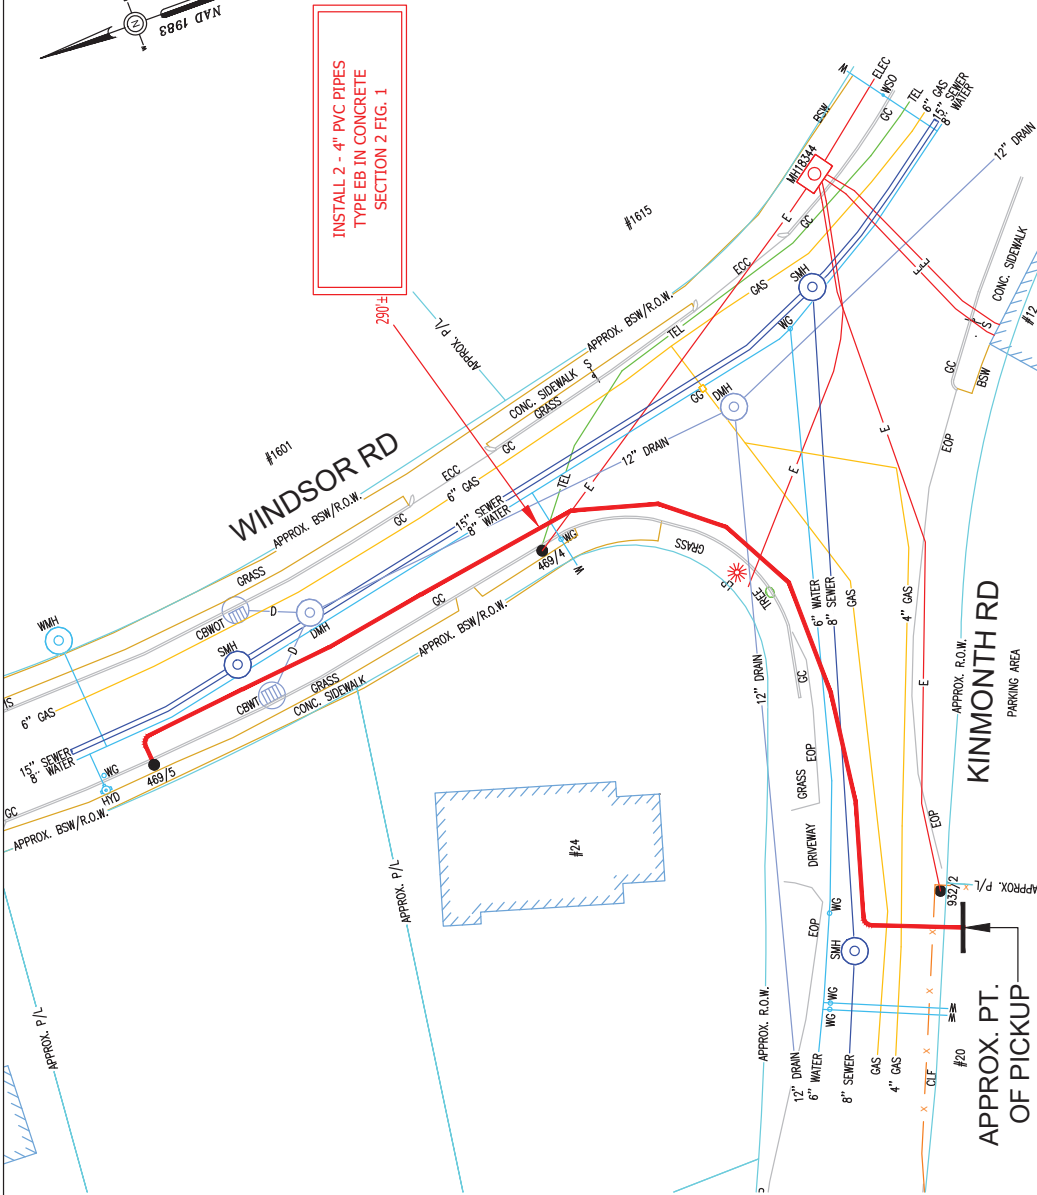 NAD 1983
N
INSTALL 2 - 4" PVC PIPES
TYPE EB IN CONCRETE
SECTION 2 FIG. 1
290'±
APPROX. P/L
#1615
#1601
WINDSOR RD
BSW
W
ELEC
WSO
GC
TEL
6" GAS
15" SEWER
8" WATER
12" DRAIN
MH18344
E
GC
GC
ECC
GAS
SMH
WG
APPROX. BSW/R.O.W.
TEL
CONC. SIDEWALK
S
GRASS
GC
GG
DMH
12" DRAIN
E
E
E
EE
S
CONC. SIDEWALK
#12
GC
BSW
EOP
APPROX. BSW/R.O.W.
ECC
6" GAS
GC
15" SEWER
8" WATER
TEL
E
WG
W
469/4
GRASS
GRASS
CBWOT
D
DMH
D
SMH
WMH
GC
APPROX. BSW/R.O.W.
GRASS
CONC. SIDEWALK
CBWT
LP
TREE
6" WATER
8" SEWER
GAS
4" GAS
12" DRAIN
GC
EOP
GRASS
DRIVEWAY
EOP
WG
SMH
6" GAS
15" SEWER
8" WATER
WG
HYD
469/5
GC
APPROX. BSW/R.O.W.
#24
APPROX. P/L
APPROX. P/L
E
APPROX. R.O.W.
KINMONTH RD
PARKING AREA
EOP
932/2
APPROX. P/L
X
X
X
X
X
WG
WG
W
W
APPROX. R.O.W.
12" DRAIN
6" WATER
8" SEWER
GAS
4" GAS
CLF
#20
APPROX. PT.
OF PICKUP